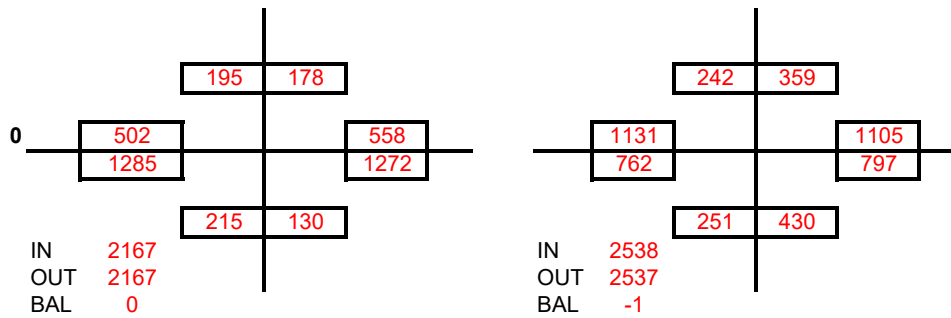 195 178 242 359
0 502 558 1131 1105
1285 1272 762 797
215 130 251 430
IN 2167 IN 2538
OUT 2167 OUT 2537
BAL 0 BAL -1